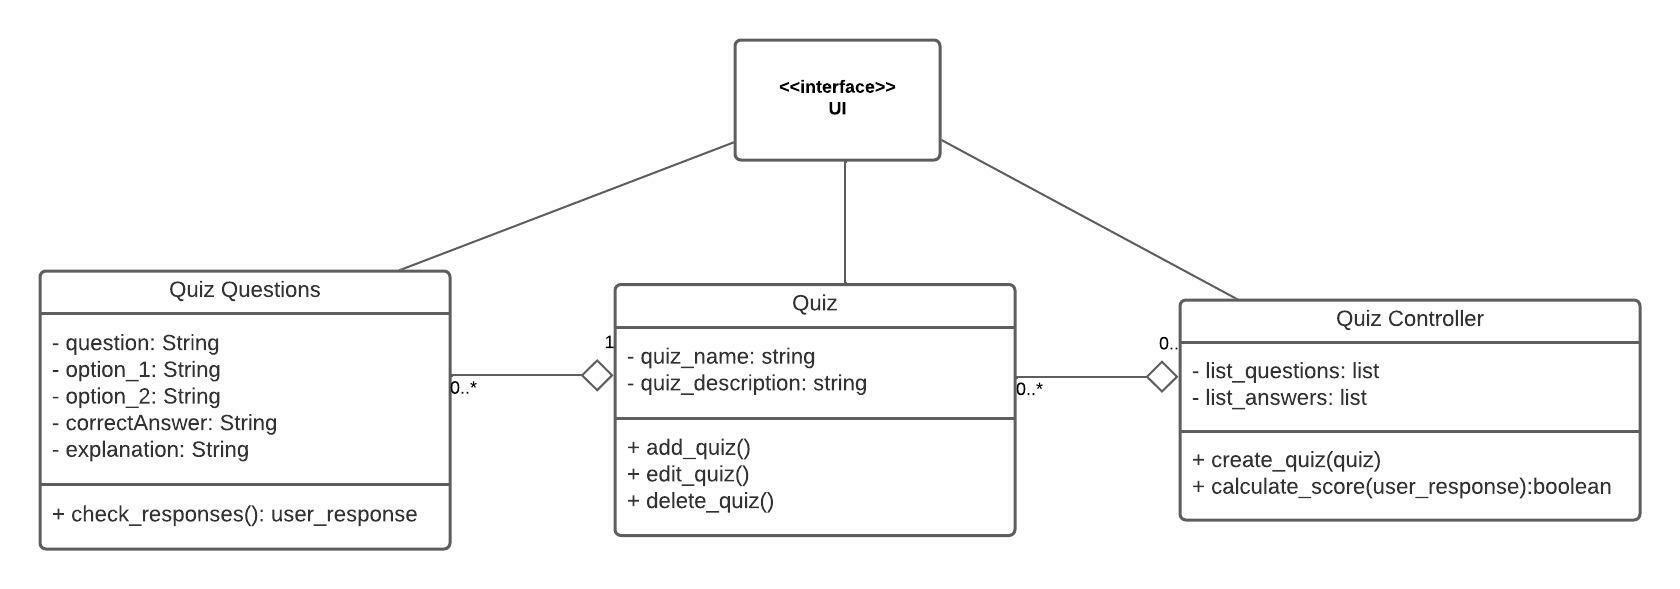 <<interface>>
UI
Quiz Questions
- question: String
- option_1: String
- option_2: String
- correctAnswer: String
- explanation: String
+ check_responses(): user_response
0..*
1
Quiz
- quiz_name: string
- quiz_description: string
+ add_quiz()
+ edit_quiz()
+ delete_quiz()
0..*
0..
Quiz Controller
- list_questions: list
- list_answers: list
+ create_quiz(quiz)
+ calculate_score(user_response):boolean